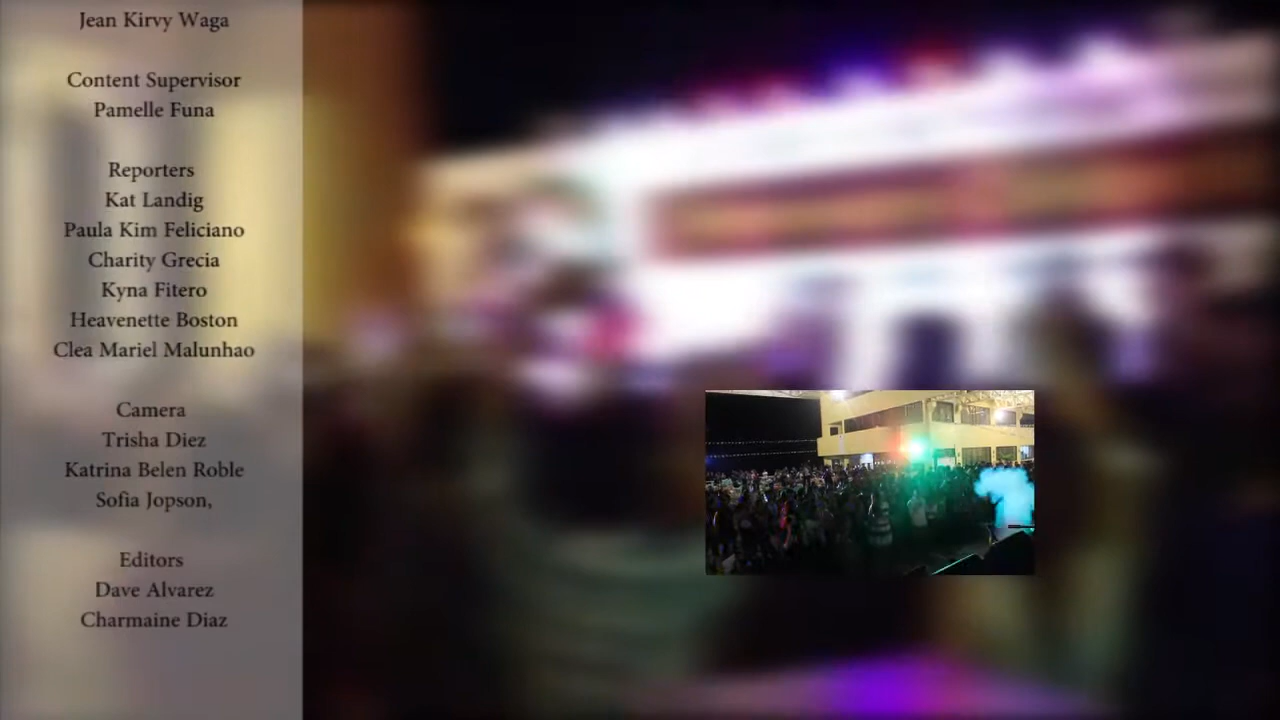 Jean Kirvy Waga
Content Supervisor
Pamelle Funa
Reporters
Kat Landig
Paula Kim Feliciano
Charity Grecia
Kyna Fitero
Heavenette Boston
Clea Mariel Malunhao
Camera
Trisha Diez
Katrina Belen Roble
Sofia Jopson,
Editors
Dave Alvarez
Charmaine Diaz